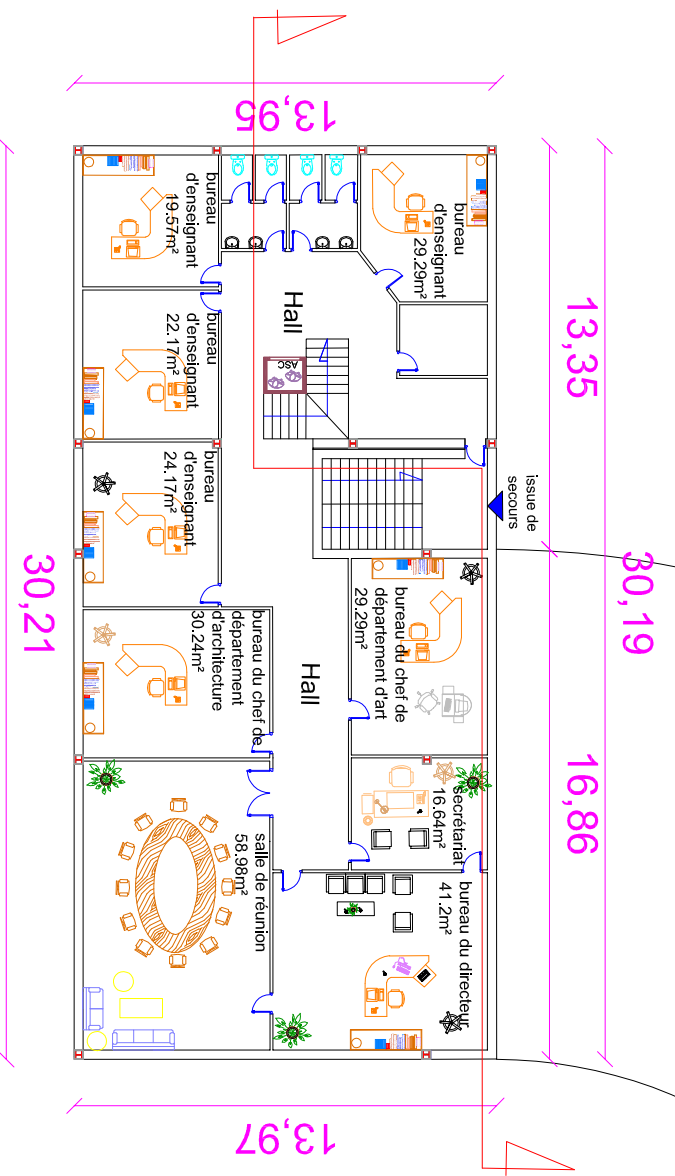 13,95
bureau
d'enseignant
19.57m²
bureau
d'enseignant
29.29m²
13,35
Hall
bureau
d'enseignant
22.17m²
ASC
bureau
d'enseignant
24.17m²
issue de
secours
30,21
30,19
bureau du chef de
département
d'architecture
30.24m²
Hall
bureau du chef de
département d'art
29.29m²
16,86
secrétariat
16.64m²
salle de réunion
58.98m²
bureau du directeur
41.2m²
13,97